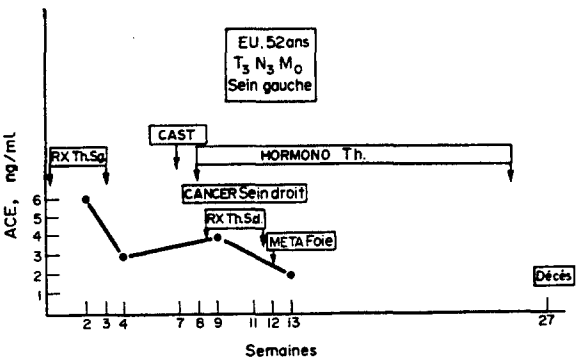 EU, 52 ans
T3 N3 M0
Sein gauche
CAST
RX Th.Sg.
HORMONO Th.
CANCER Sein droit
RX Th.Sd.
META Foie
Décès
ACE, ng/ml
6
5
4
3
2
1
2 3 4 7 8 9 11 12 13 27
Semaines